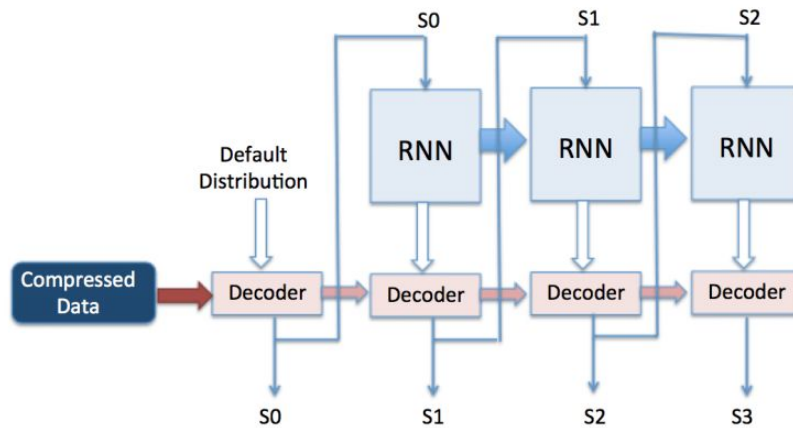 S0
S1
S2
RNN
RNN
RNN
Default
Distribution
Compressed
Data
Decoder
Decoder
Decoder
Decoder
S0
S1
S2
S3